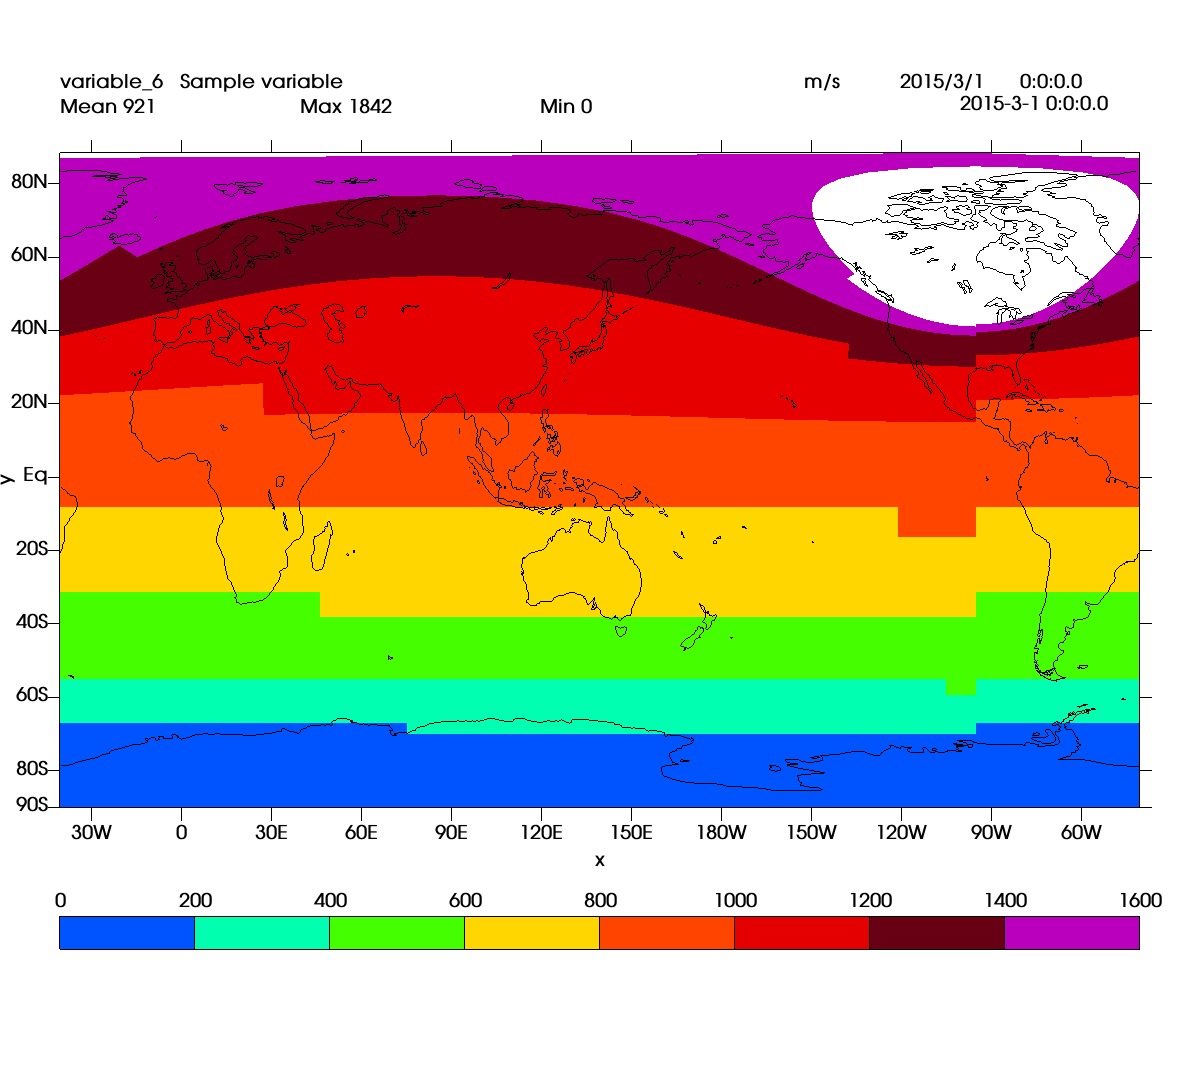 variable_6 Sample variable m/s 2015/3/1 0:0:0.0
Mean 921 Max 1842 Min 0 2015-3-1 0:0:0.0
80N
60N
40N
20N
Eq
y
20S
40S
60S
80S
90S
30W 0 30E 60E 90E 120E 150E 180W 150W 120W 90W 60W
x
0 200 400 600 800 1000 1200 1400 1600